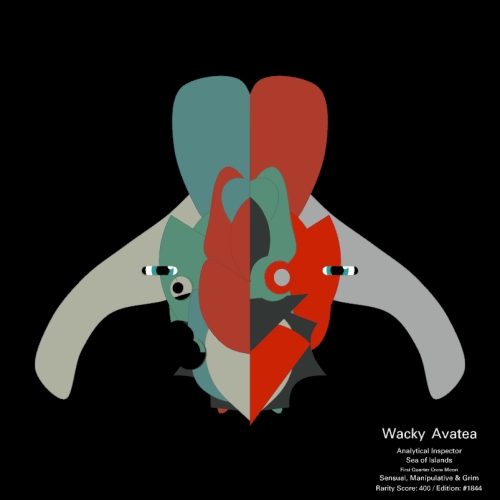 Wacky Avatea
Analytical Inspector
Sea of Islands
First Quarter Crow Moon
Sensual, Manipulative & Grim
Rarity Score: 400 / Edition: #1844